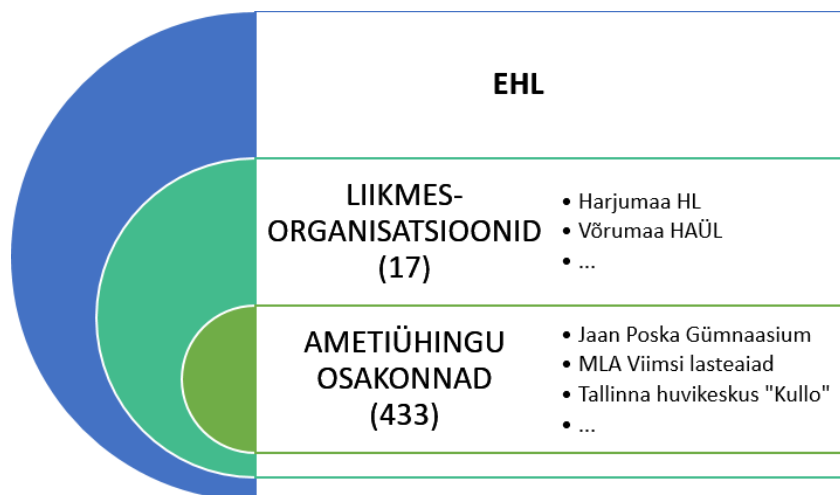 EHL
LIIKMES-
ORGANISATSIOONID
(17)
• Harjumaa HL
• Võrumaa HAÜL
• ...
AMETIÜHINGU
OSAKONNAD
(433)
• Jaan Poska Gümnaasium
• MLA Viimsi lasteaiad
• Tallinna huvikeskus "Kullo"
• ...